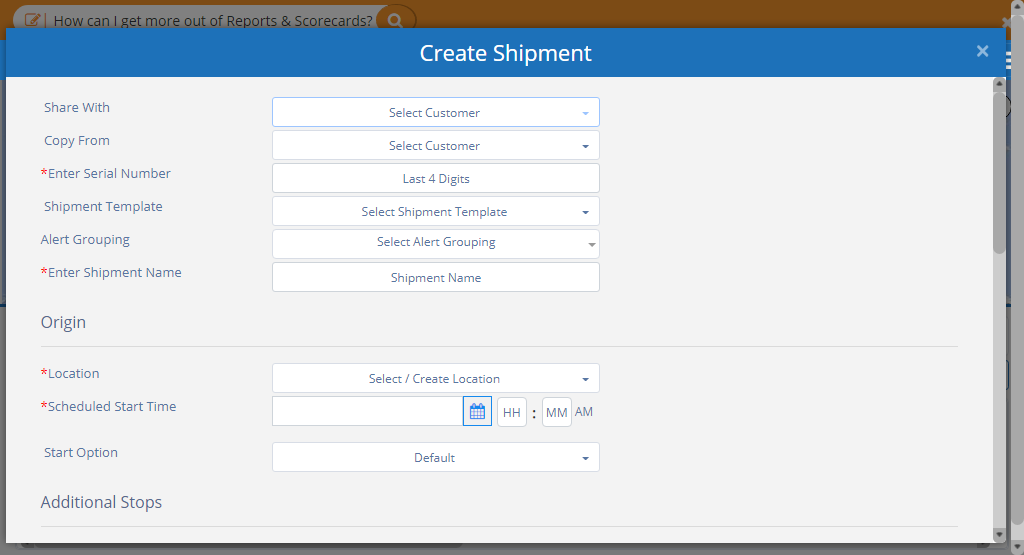 How can I get more out of Reports & Scorecards?
Create Shipment ×
Share With Select Customer
Copy From Select Customer
*Enter Serial Number Last 4 Digits
Shipment Template Select Shipment Template
Alert Grouping Select Alert Grouping
*Enter Shipment Name Shipment Name
Origin
*Location Select / Create Location
*Scheduled Start Time HH : MM AM
Start Option Default
Additional Stops